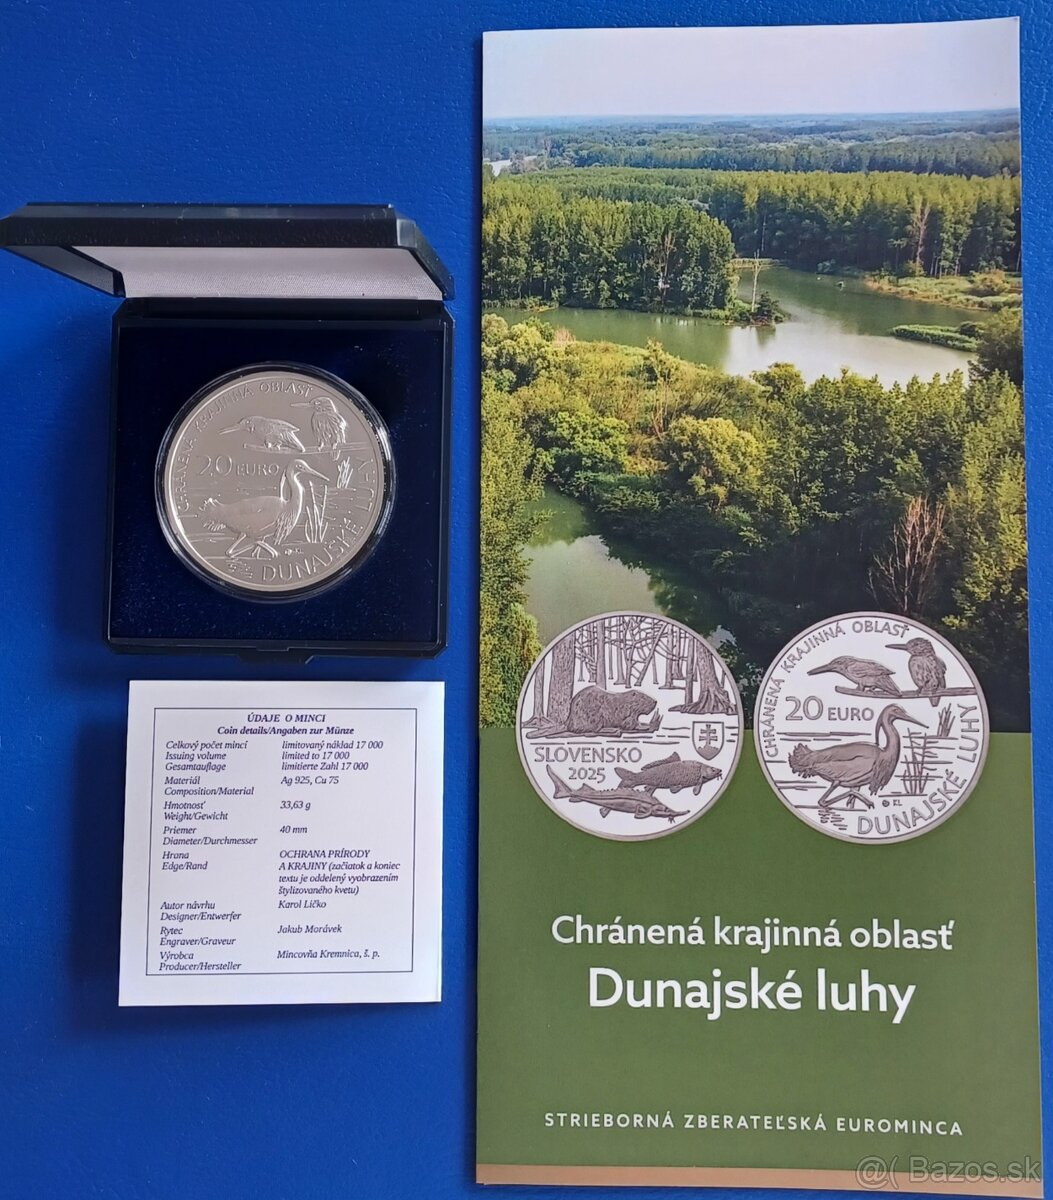 CHRÁNENÁ KRAJINNÁ OBLASŤ
20 EURO
DUNAJSKÉ LUHY
ÚDAJE O MINCI
Coin details/Angaben zur Münze
Celkový počet mincí limitovaný náklad 17 000
Issuing volume limited to 17 000
Gesamtauflage limitierte Zahl 17 000
Materiál Ag 925, Cu 75
Composition/Material
Hmotnosť 33,63 g
Weight/Gewicht
Priemer 40 mm
Diameter/Durchmesser
Hrana OCHRANA PRÍRODY
Edge/Rand A KRAJINY (začiatok a koniec
textu je oddelený vyobrazením
štylizovaného kvetu)
Autor návrhu Karol Ličko
Designer/Entwerfer
Rytec Jakub Morávek
Engraver/Graveur
Výrobca Mincovňa Kremnica, š. p.
Producer/Hersteller
SLOVENSKO
2025
CHRÁNENÁ KRAJINNÁ OBLASŤ
20 EURO
KL
DUNAJSKÉ LUHY
Chránená krajinná oblasť
Dunajské luhy
STRIEBORNÁ ZBERATEĽSKÁ EUROMINCA
@( Bazos.sk